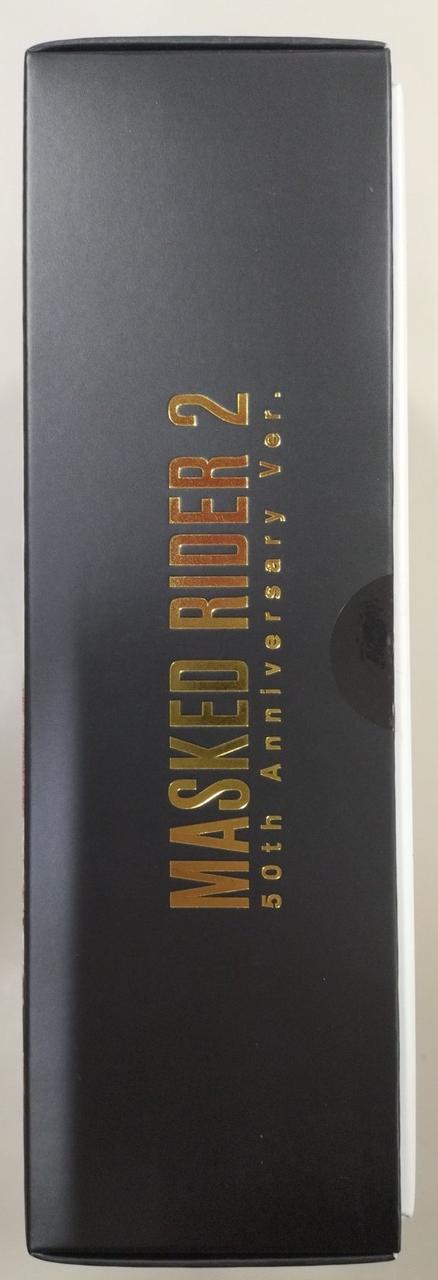 MASKED RIDER 2
50th Anniversary Ver.